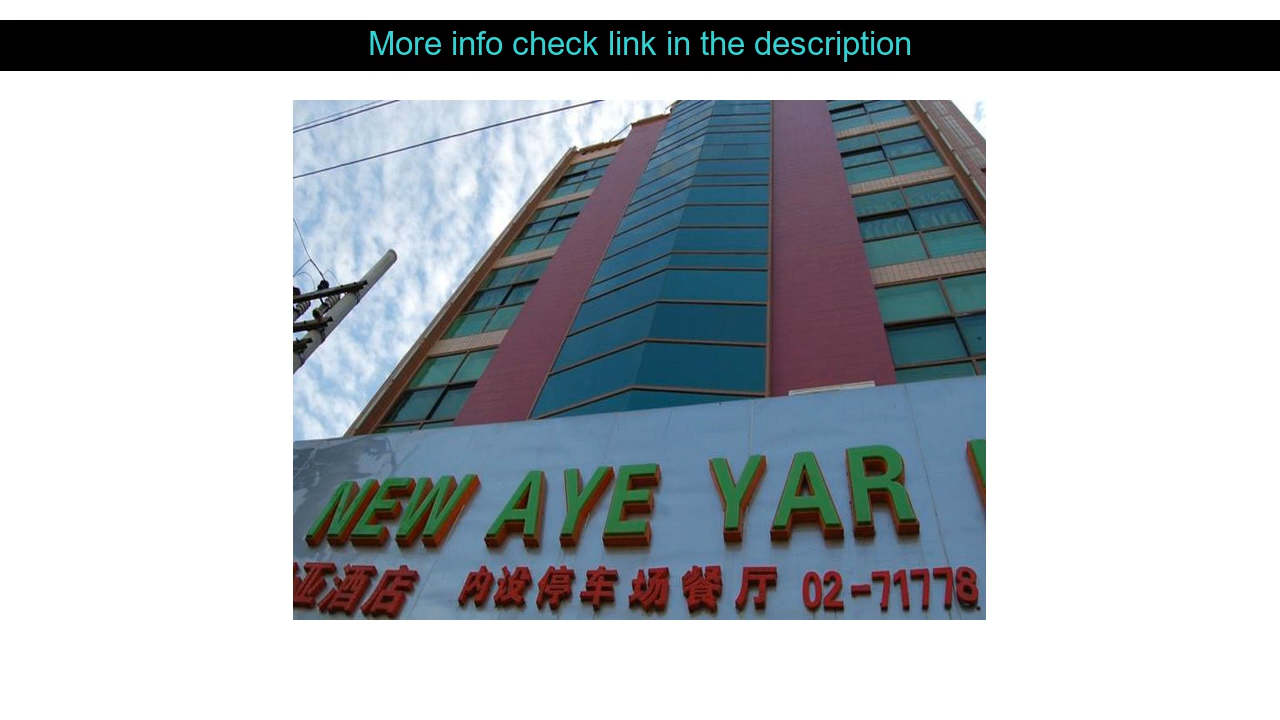 More info check link in the description
NEW AYE YAR
亚酒店 内设停车场餐厅 02-71778